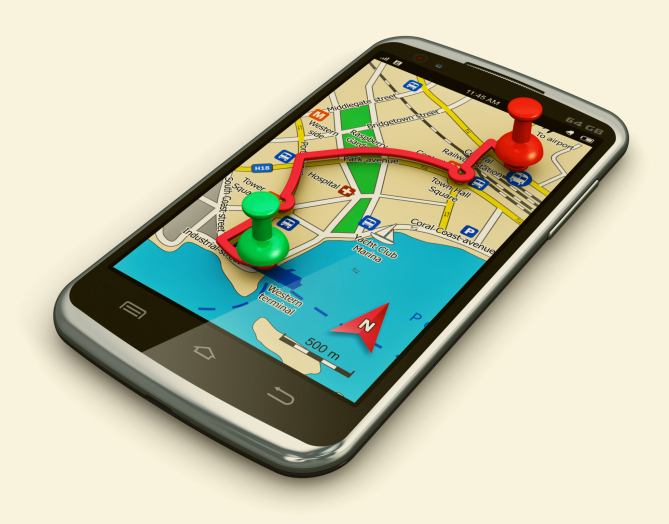 11:45 AM
64 GB
Middlegate street
Bridgetown Street
To airport
M
Western
side
Raspberry
Park-avenue
Central
Railway
Station
H18
Hospital
Town Hall
Square
Tower
Square
South-Coast-street
Coral-Coast-avenue
P
Yacht Club
Marina
Industrial-street
Western
terminal
N
500 m